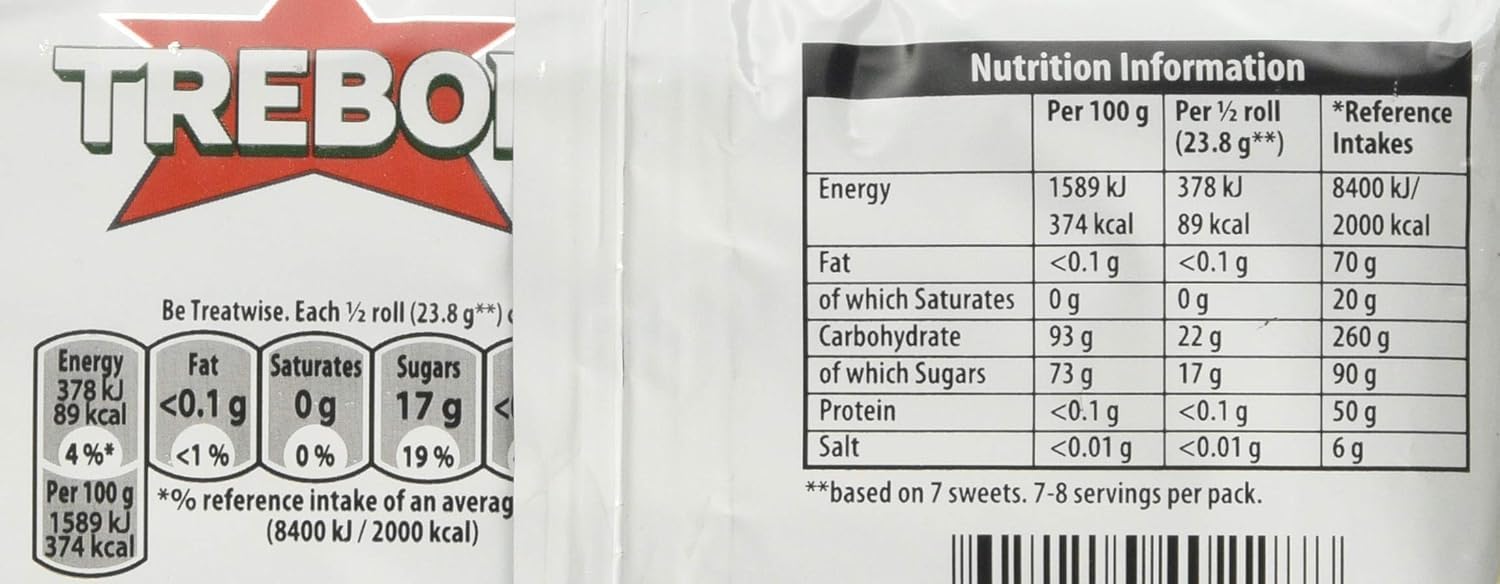 TREBO
Be Treatwise. Each ½ roll (23.8 g**)
Energy
378 kJ
89 kcal
4 %*
Per 100 g
1589 kJ
374 kcal
Fat
<0.1 g
<1 %
Saturates
0 g
0 %
Sugars
17 g
19 %
<
*% reference intake of an averag
(8400 kJ / 2000 kcal)
Nutrition Information
Per 100 g Per ½ roll (23.8 g**) *Reference Intakes
Energy 1589 kJ 378 kJ 8400 kJ/
374 kcal 89 kcal 2000 kcal
Fat <0.1 g <0.1 g 70 g
of which Saturates 0 g 0 g 20 g
Carbohydrate 93 g 22 g 260 g
of which Sugars 73 g 17 g 90 g
Protein <0.1 g <0.1 g 50 g
Salt <0.01 g <0.01 g 6 g
**based on 7 sweets. 7-8 servings per pack.